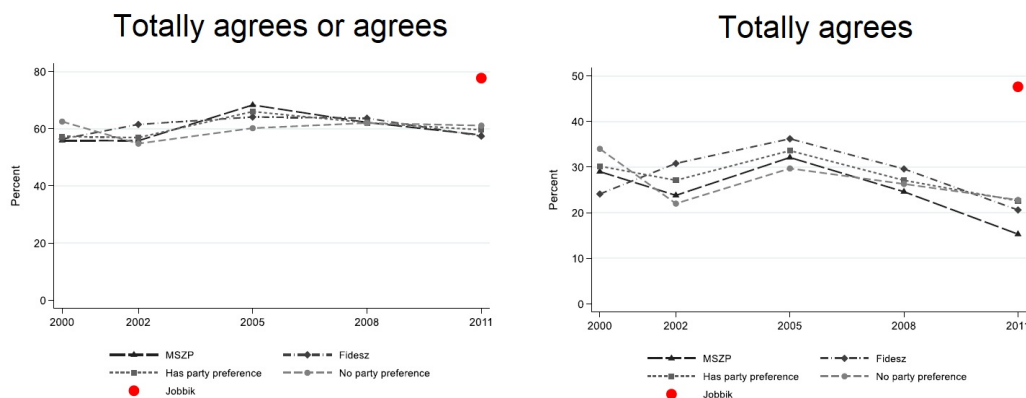 Totally agrees or agrees
80
60
40
20
0
Percent
2000 2002 2005 2008 2011
MSZP Fidesz
Has party preference No party preference
Jobbik
Totally agrees
50
40
30
20
10
0
Percent
2000 2002 2005 2008 2011
MSZP Fidesz
Has party preference No party preference
Jobbik